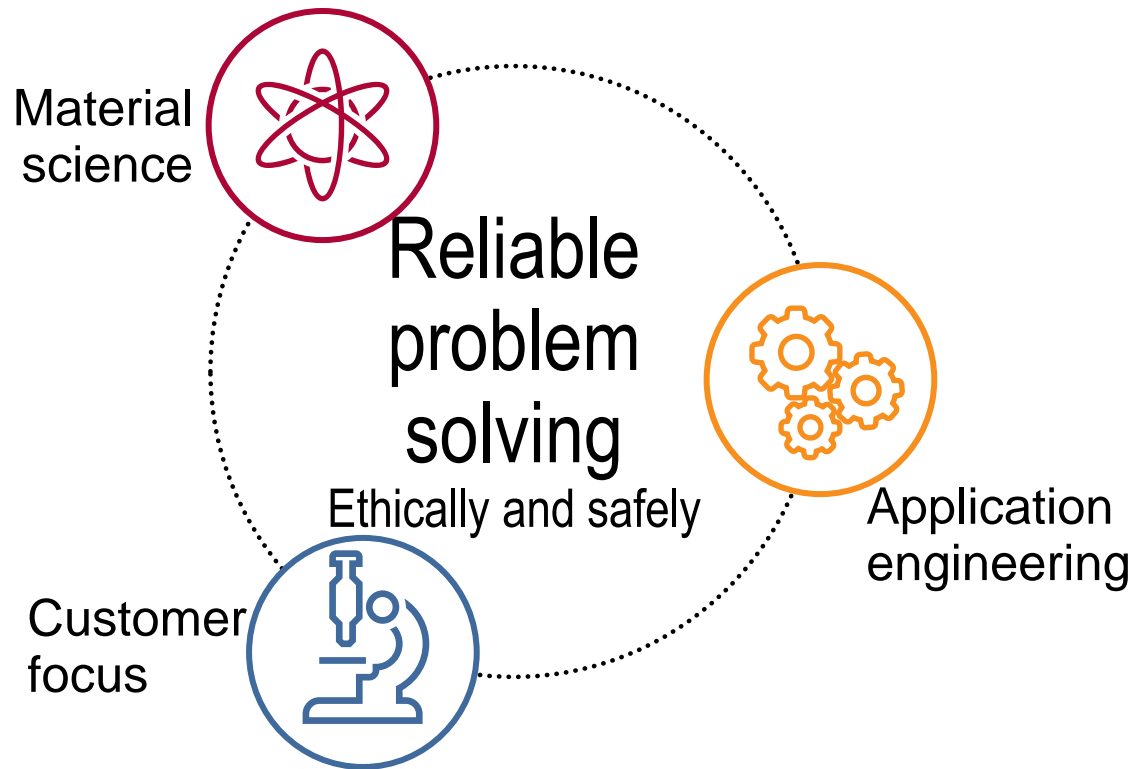 Material
science
Reliable
problem
solving
Ethically and safely
Application
engineering
Customer
focus